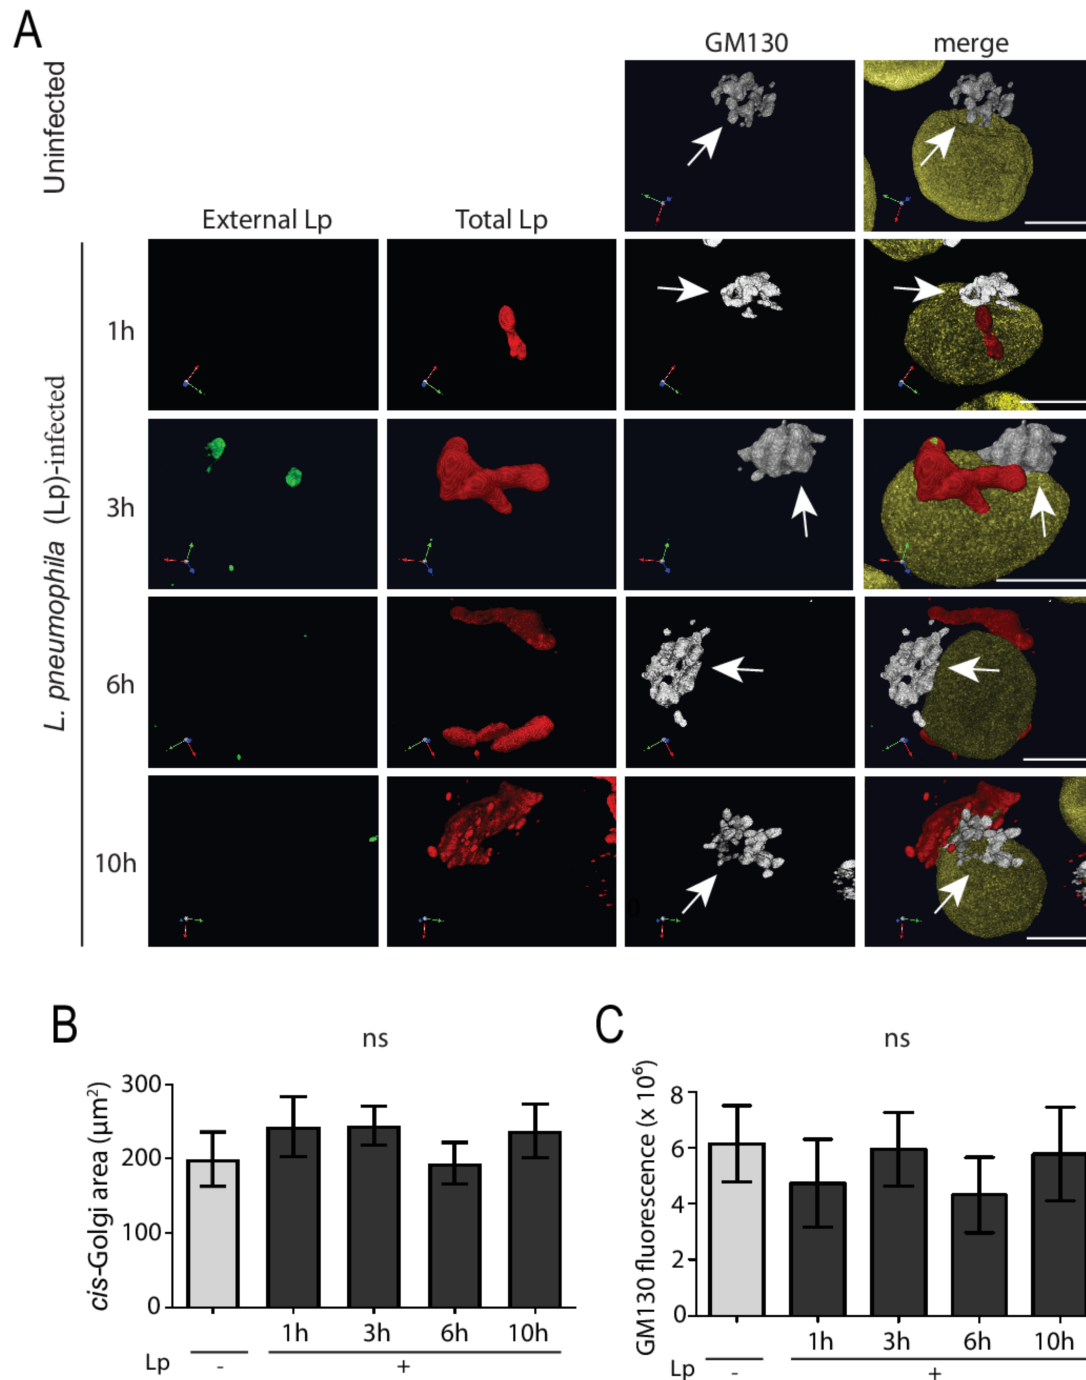 A
GM130 merge
Uninfected
External Lp Total Lp
L. pneumophila (Lp)-infected
1h
3h
6h
10h
0
B
ns
cis-Golgi area (µm²)
300
200
100
0
1h 3h 6h 10h
Lp - +
C
ns
GM130 fluorescence (x 10⁶)
8
6
4
2
0
1h 3h 6h 10h
Lp - +